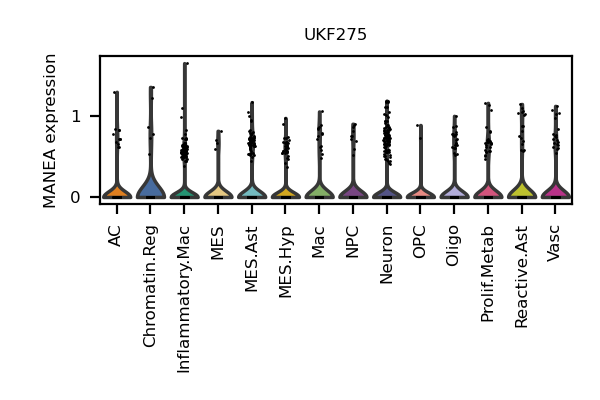 UKF275
MANEA expression
1
0
AC
Chromatin.Reg
Inflammatory.Mac
MES
MES.Ast
MES.Hyp
Mac
NPC
Neuron
OPC
Oligo
Prolif.Metab
Reactive.Ast
Vasc